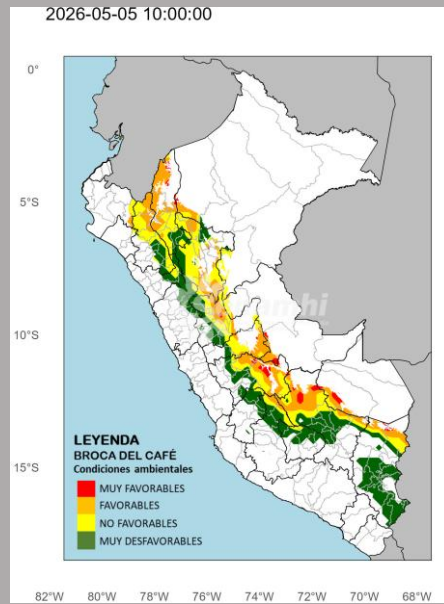 2026-05-05 10:00:00
0°
5°S
10°S
15°S
LEYENDA
BROCA DEL CAFÉ
Condiciones ambientales
MUY FAVORABLES
FAVORABLES
NO FAVORABLES
MUY DESFAVORABLES
82°W 80°W 78°W 76°W 74°W 72°W 70°W 68°W